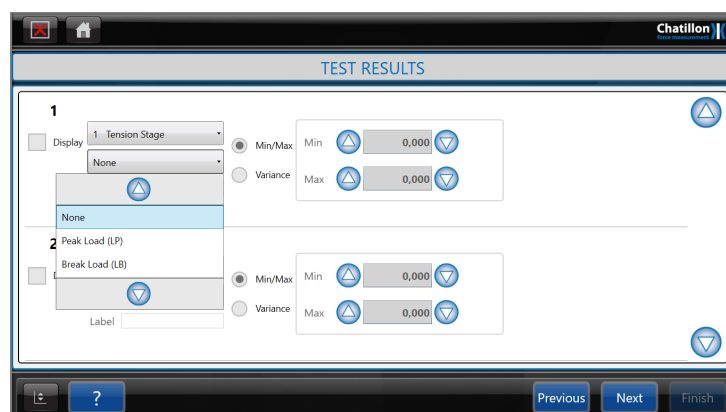 Chatillon
force measurement
TEST RESULTS
1
Display
1 Tension Stage
None
Min/Max
Variance
Min 0,000
Max 0,000
None
Peak Load (LP)
Break Load (LB)
2
Min/Max
Variance
Min 0,000
Max 0,000
Label
?
Previous
Next
Finish